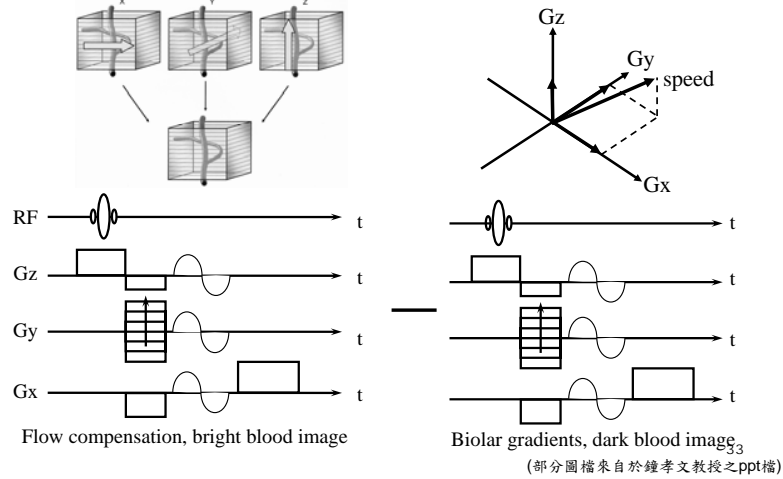 X Y Z
Gz
Gy
speed
Gx
RF t
Gz t
Gy t
Gx t
Flow compensation, bright blood image
t
t
t
t
Biolar gradients, dark blood image
33
(部分圖檔來自於鐘孝文教授之ppt檔)